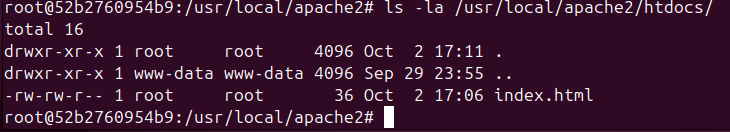 root@52b2760954b9:/usr/local/apache2# ls -la /usr/local/apache2/htdocs/
total 16
drwxr-xr-x 1 root     root     4096 Oct  2 17:11 .
drwxr-xr-x 1 www-data www-data 4096 Sep 29 23:55 ..
-rw-rw-r-- 1 root     root       36 Oct  2 17:06 index.html
root@52b2760954b9:/usr/local/apache2#